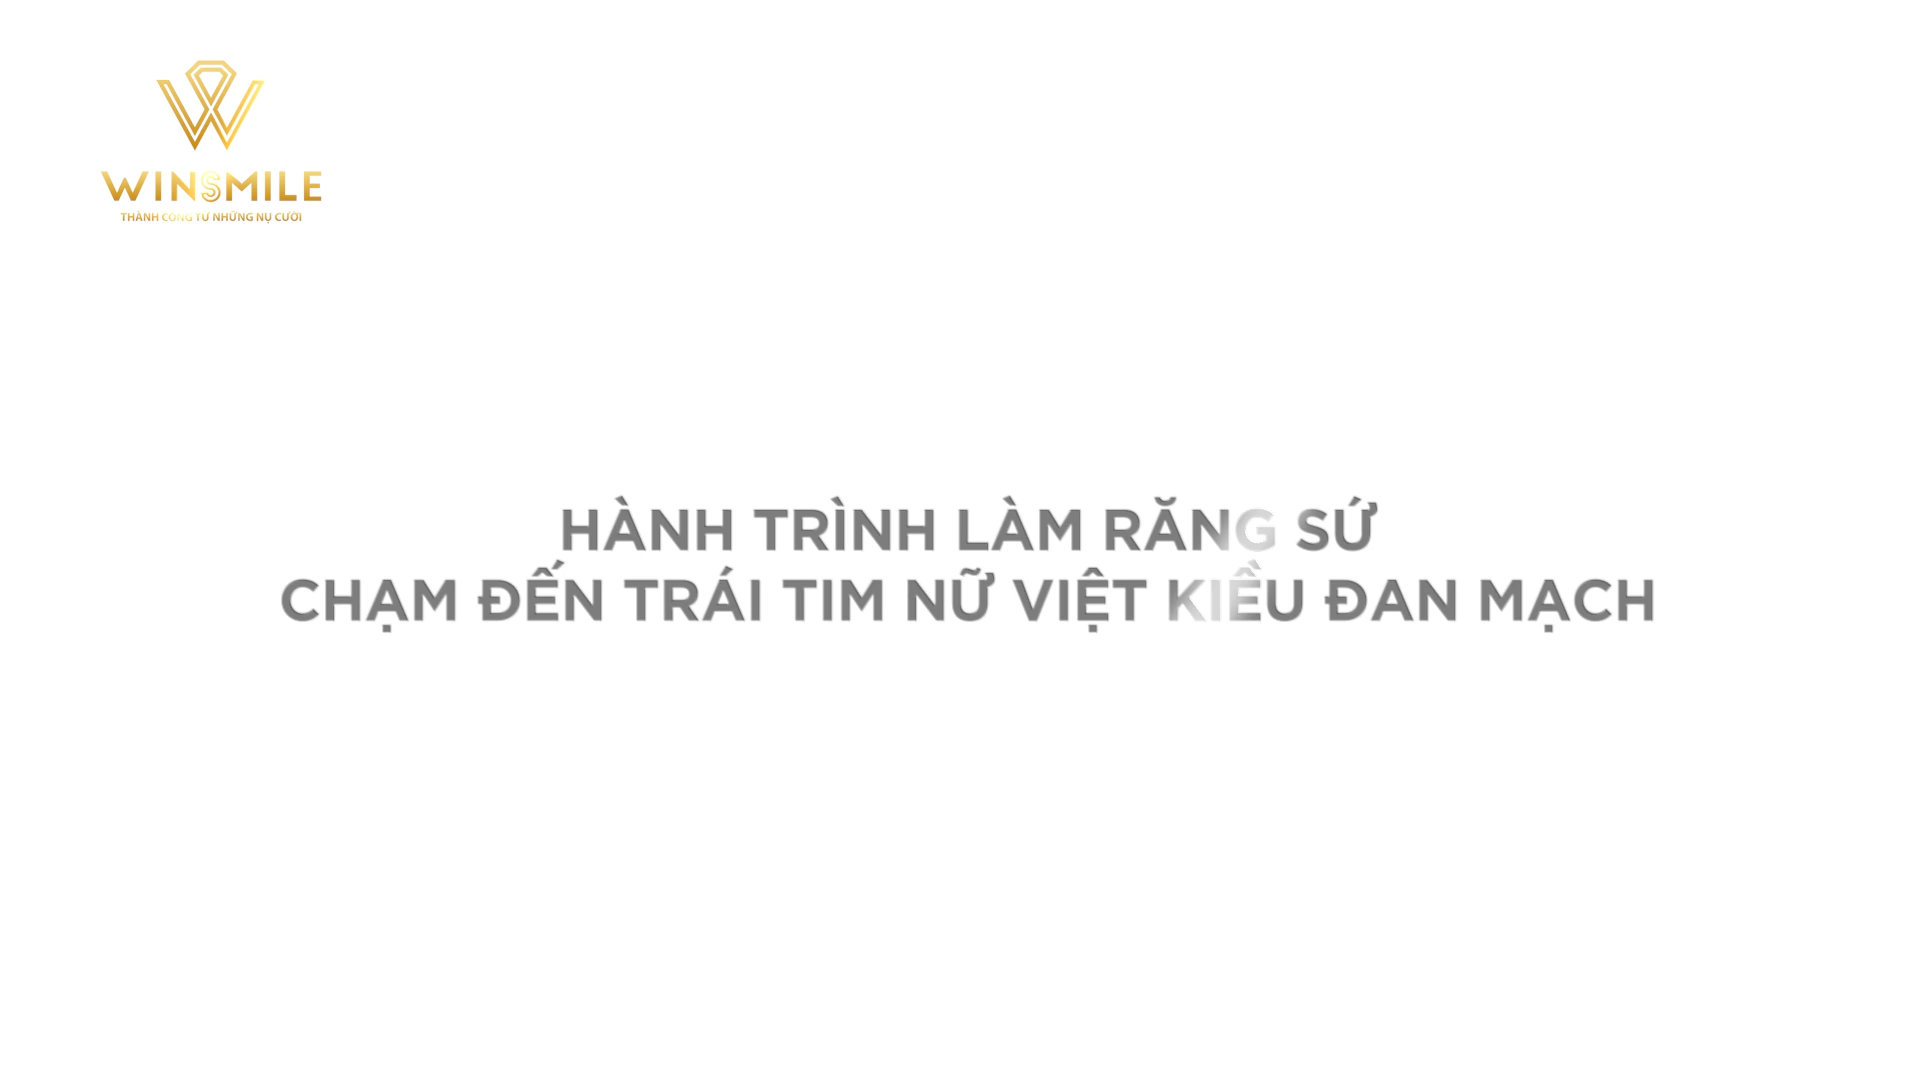 WINSMILE
THÀNH CÔNG TỪ NHỮNG NỤ CƯỜI
HÀNH TRÌNH LÀM RĂNG SỨ
CHẠM ĐẾN TRÁI TIM NỮ VIỆT KIỀU ĐAN MẠCH